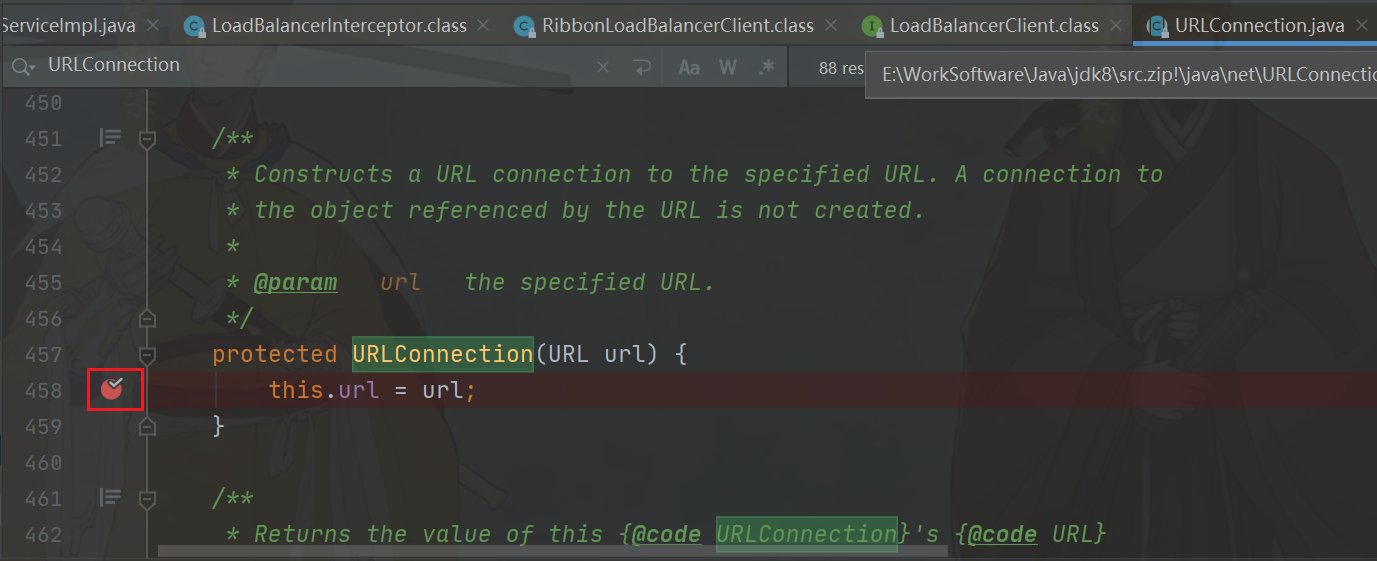 ServiceImpl.java LoadBalancerInterceptor.class RibbonLoadBalancerClient.class LoadBalancerClient.class URLConnection.java
URLConnection Aa W .* 88 res
E:\WorkSoftware\Java\jdk8\src.zip!\java\net\URLConnectio
450
451 /**
452 * Constructs a URL connection to the specified URL. A connection to
453 * the object referenced by the URL is not created.
454 *
455 * @param url the specified URL.
456 */
457 protected URLConnection(URL url) {
458 this.url = url;
459 }
460
461 /**
462 * Returns the value of this {@code URLConnection}'s {@code URL}